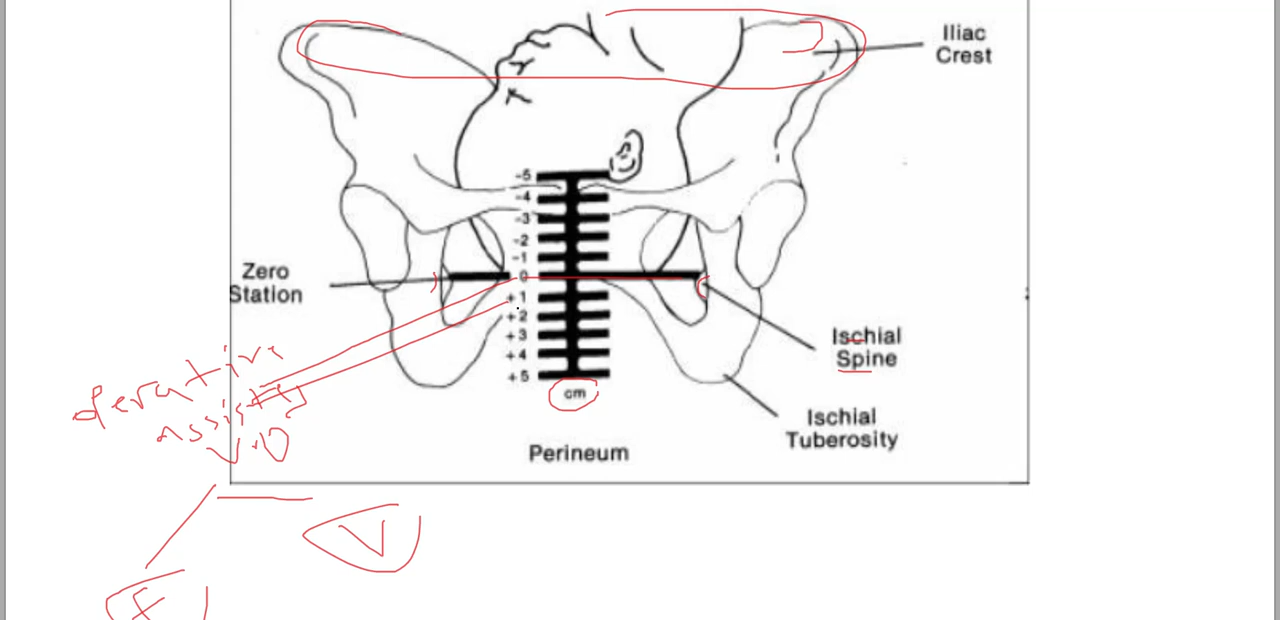 Iliac
Crest
-5
-4
-3
-2
-1
0
+1
+2
+3
+4
+5
cm
Zero
Station
Ischial
Spine
Ischial
Tuberosity
Perineum
operative
assisted
V.D
V
F